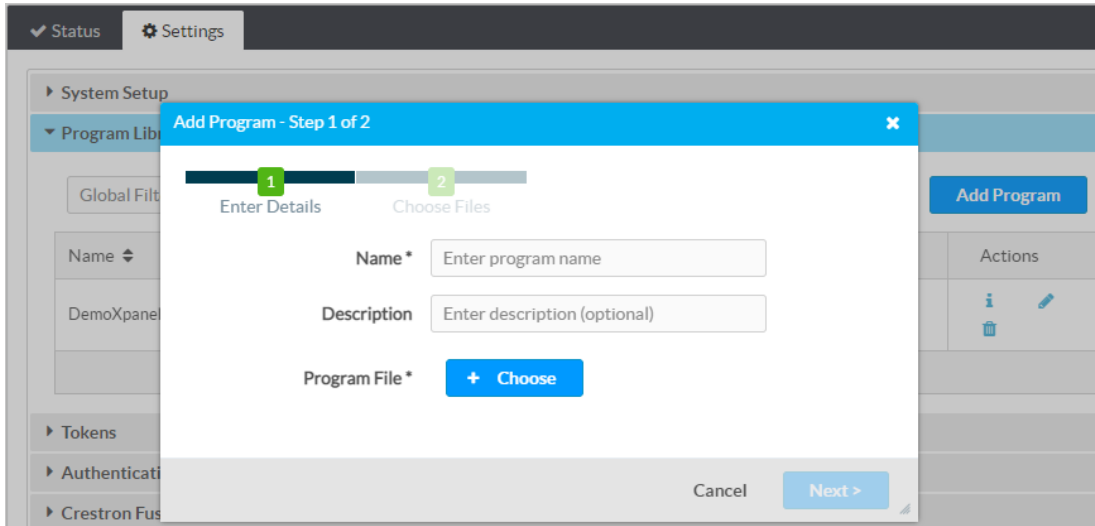 Status Settings
System Setup
Add Program - Step 1 of 2
Program Lib
1 2
Enter Details Choose Files
Global Filt
Add Program
Name
Name * Enter program name
Actions
DemoXpanel
Description Enter description (optional)
Program File * + Choose
Tokens
Authenticati
Cancel Next >
Crestron Fus